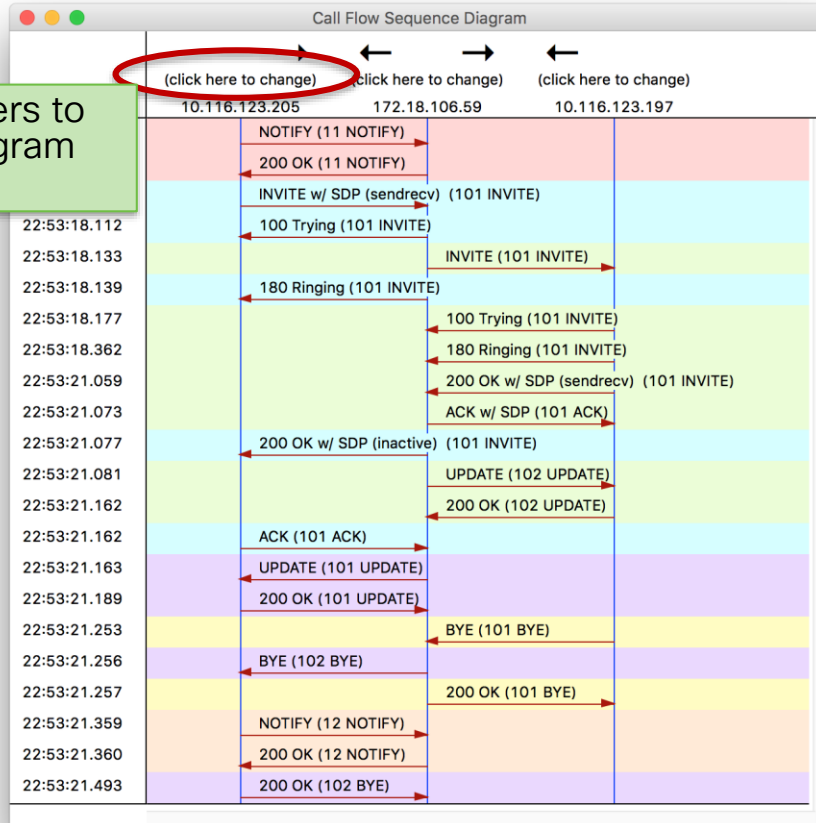 Call Flow Sequence Diagram
(click here to change) click here to change) (click here to change)
10.116.123.205 172.18.106.59 10.116.123.197
ers to
gram
NOTIFY (11 NOTIFY)
200 OK (11 NOTIFY)
INVITE w/ SDP (sendrecv) (101 INVITE)
22:53:18.112 100 Trying (101 INVITE)
22:53:18.133 INVITE (101 INVITE)
22:53:18.139 180 Ringing (101 INVITE)
22:53:18.177 100 Trying (101 INVITE)
22:53:18.362 180 Ringing (101 INVITE)
22:53:21.059 200 OK w/ SDP (sendrecv) (101 INVITE)
22:53:21.073 ACK w/ SDP (101 ACK)
22:53:21.077 200 OK w/ SDP (inactive) (101 INVITE)
22:53:21.081 UPDATE (102 UPDATE)
22:53:21.162 200 OK (102 UPDATE)
22:53:21.162 ACK (101 ACK)
22:53:21.163 UPDATE (101 UPDATE)
22:53:21.189 200 OK (101 UPDATE)
22:53:21.253 BYE (101 BYE)
22:53:21.256 BYE (102 BYE)
22:53:21.257 200 OK (101 BYE)
22:53:21.359 NOTIFY (12 NOTIFY)
22:53:21.360 200 OK (12 NOTIFY)
22:53:21.493 200 OK (102 BYE)